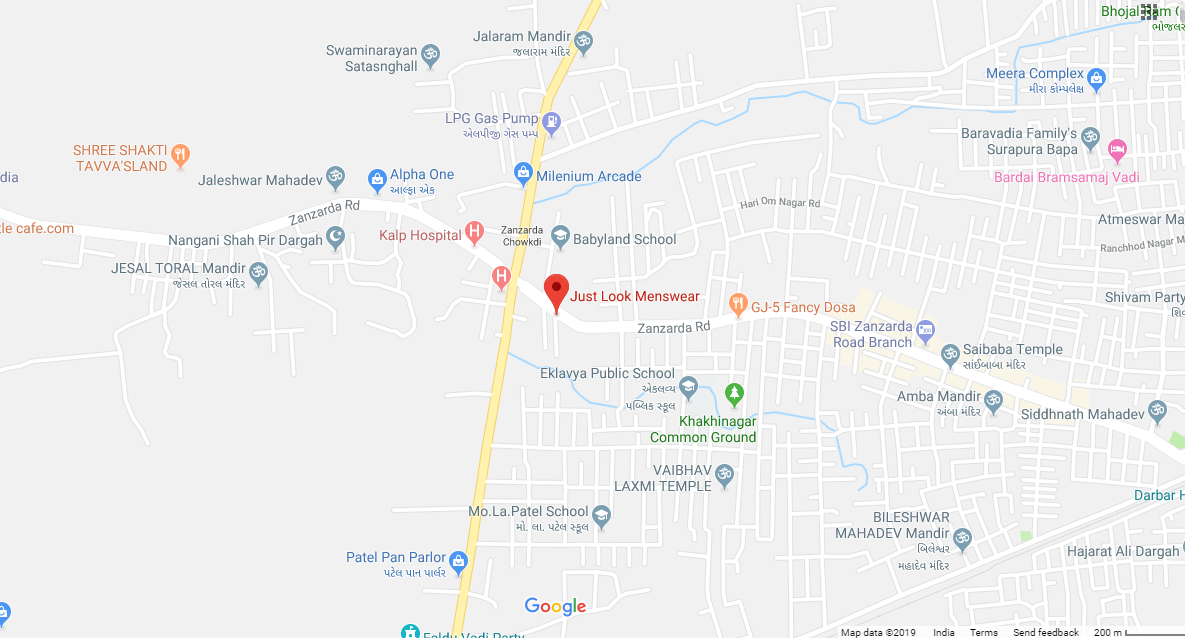 Bhojal Ram
ભોજલર
Jalaram Mandir
જલારામ મંદિર
Swaminarayan
Satasnghall
Meera Complex
મીરા કોમ્પલેક્ષ
LPG Gas Pump
એલપીજી ગેસ પમ્પ
Baravadia Family's
Surapura Bapa
SHREE SHAKTI
TAVVA'SLAND
Bardai Bramsamaj Vadi
Jaleshwar Mahadev
Alpha One
આલ્ફા એક
Milenium Arcade
dia
Zanzarda Rd
Hari Om Nagar Rd
Atmeswar Ma
tle cafe.com
Kalp Hospital
Zanzarda
Chowkdi
Babyland School
Nangani Shah Pir Dargah
Ranchhod Nagar M
JESAL TORAL Mandir
જેસલ તોરલ મંદિર
Just Look Menswear
Shivam Party
શિ
GJ-5 Fancy Dosa
Zanzarda Rd
SBI Zanzarda
Road Branch
Saibaba Temple
સાંઈબાબા મંદિર
Eklavya Public School
એકલવ્ય
પબ્લિક સ્કૂલ
Amba Mandir
અંબા મંદિર
Siddhnath Mahadev
Khakhinagar
Common Ground
VAIBHAV
LAXMI TEMPLE
Darbar H
Mo.La.Patel School
મો. લા. પટેલ સ્કૂલ
BILESHWAR
MAHADEV Mandir
બિલેશ્વર
મહાદેવ મંદિર
Hajarat Ali Dargah
Patel Pan Parlor
પટેલ પાન પાર્લર
Google
Faldu Vadi Party
Map data ©2019 India Terms Send feedback 200 m